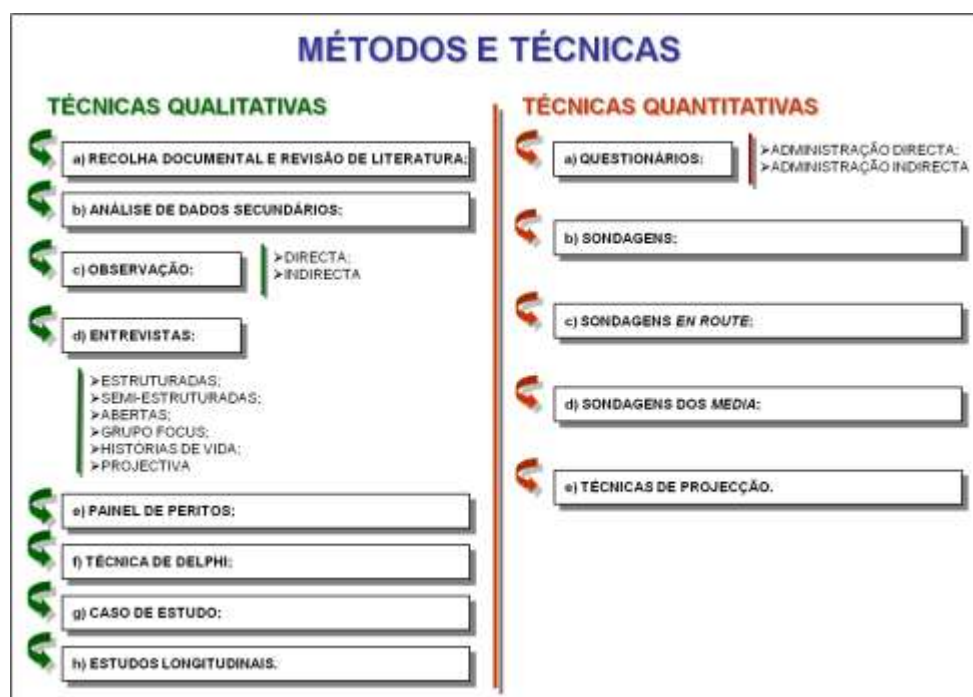 MÉTODOS E TÉCNICAS
TÉCNICAS QUALITATIVAS
a) RECOLHA DOCUMENTAL E REVISÃO DE LITERATURA;
b) ANÁLISE DE DADOS SECUNDÁRIOS;
c) OBSERVAÇÃO;
➢DIRECTA;
➢INDIRECTA
d) ENTREVISTAS;
➢ESTRUTURADAS;
➢SEMI-ESTRUTURADAS;
➢ABERTAS;
➢GRUPO FOCUS;
➢HISTÓRIAS DE VIDA;
➢PROJECTIVA
e) PAINEL DE PERITOS;
f) TÉCNICA DE DELPHI;
g) CASO DE ESTUDO;
h) ESTUDOS LONGITUDINAIS.
TÉCNICAS QUANTITATIVAS
a) QUESTIONÁRIOS;
➢ADMINISTRAÇÃO DIRECTA;
➢ADMINISTRAÇÃO INDIRECTA
b) SONDAGENS;
c) SONDAGENS EN ROUTE;
d) SONDAGENS DOS MEDIA;
e) TÉCNICAS DE PROJECÇÃO.